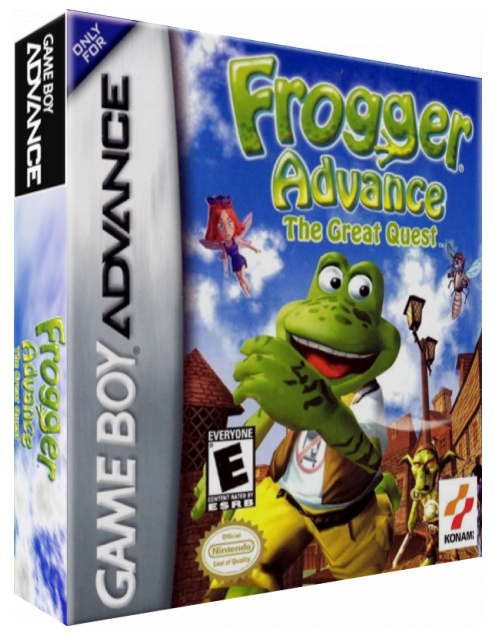 GAME BOY
ADVANCE
Frogger
Advance
The Great Quest
ONLY
FOR
GAME BOY ADVANCE
Frogger
Advance
The Great Quest
EVERYONE
E
CONTENT RATED BY
ESRB
Official
Nintendo
Seal of Quality
KONAMI